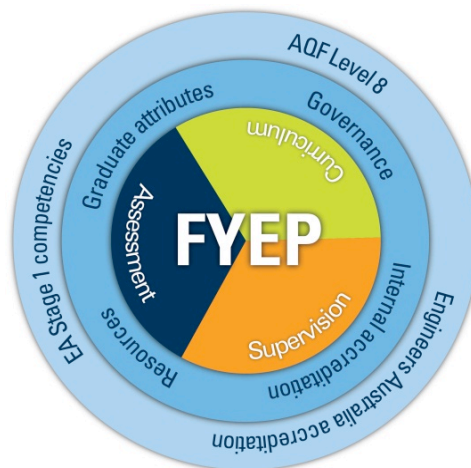 AQF Level 8
Engineers Australia accreditation
EA Stage 1 competencies
Graduate attributes
Governance
Internal accreditation
Resources
Curriculum
Assessment
Supervision
FYEP